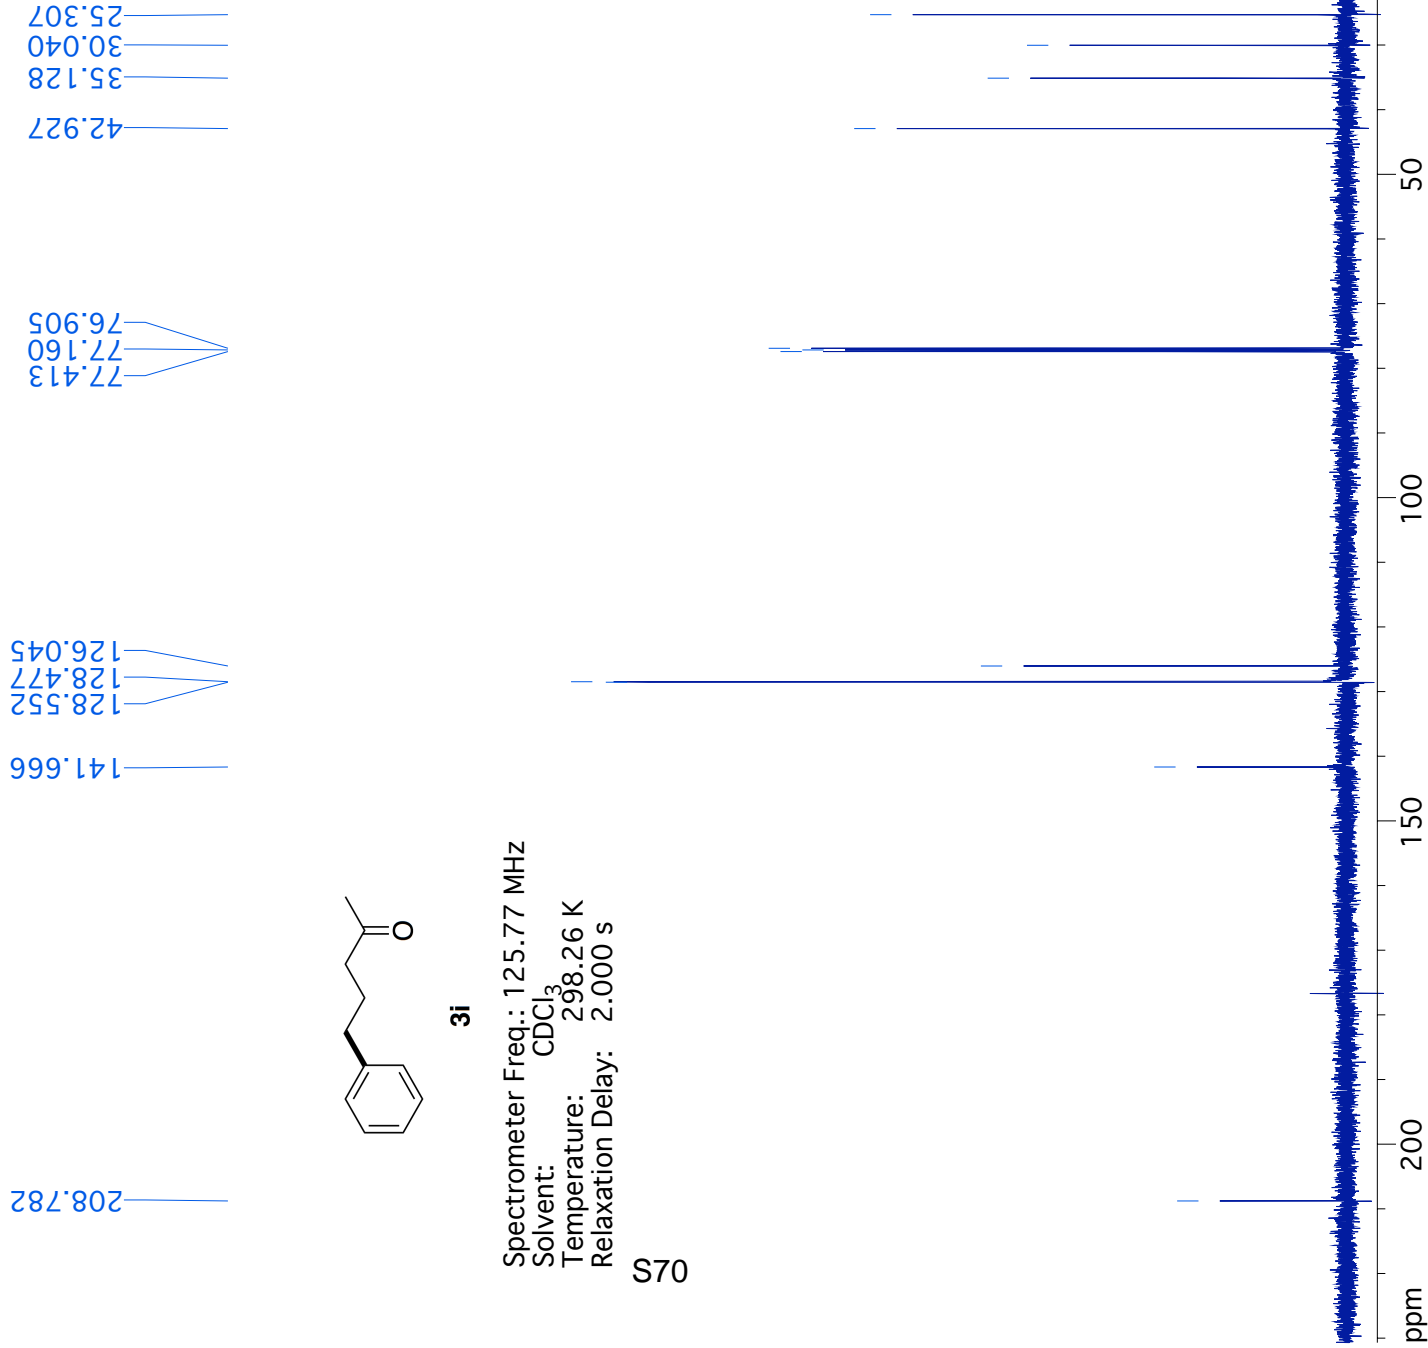 208.782
141.666
128.552
128.477
126.045
77.413
77.160
76.905
42.927
35.128
30.040
25.307
O
3i
Spectrometer Freq.: 125.77 MHz
Solvent: CDCl3
Temperature: 298.26 K
Relaxation Delay: 2.000 s
S70
ppm 200 150 100 50